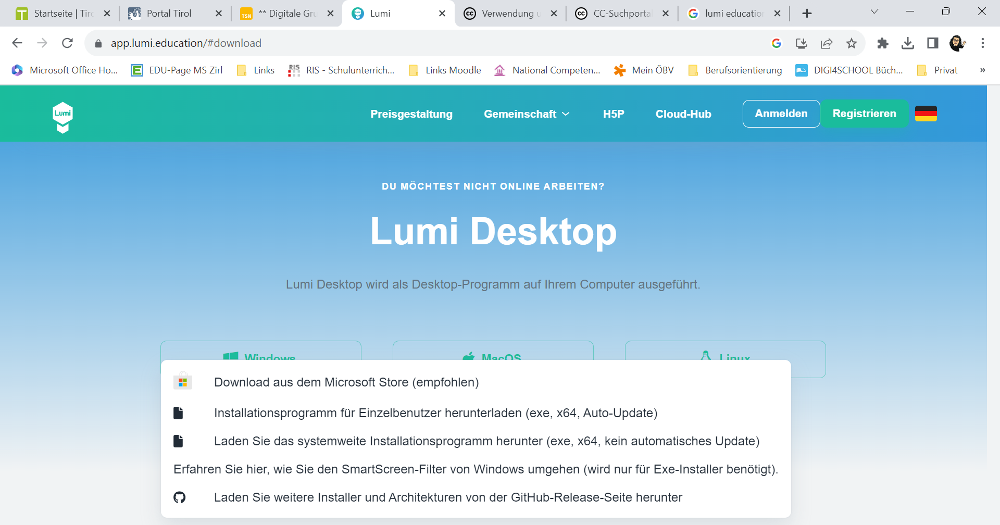 Startseite | Tir
Portal Tirol
** Digitale Gru
Lumi
Verwendung u
CC-Suchporta
lumi education
app.lumi.education/#download
Microsoft Office Ho...
EDU-Page MS Zirl
Links
RIS - Schulunterrich...
Links Moodle
National Competen...
Mein ÖBV
Berufsorientierung
DIGI4SCHOOL Büch...
Privat
»
Lumi
Preisgestaltung
Gemeinschaft
H5P
Cloud-Hub
Anmelden
Registrieren
DU MÖCHTEST NICHT ONLINE ARBEITEN?
Lumi Desktop
Lumi Desktop wird als Desktop-Programm auf Ihrem Computer ausgeführt.
Windows
MacOS
Linux
Download aus dem Microsoft Store (empfohlen)
Installationsprogramm für Einzelbenutzer herunterladen (exe, x64, Auto-Update)
Laden Sie das systemweite Installationsprogramm herunter (exe, x64, kein automatisches Update)
Erfahren Sie hier, wie Sie den SmartScreen-Filter von Windows umgehen (wird nur für Exe-Installer benötigt).
Laden Sie weitere Installer und Architekturen von der GitHub-Release-Seite herunter